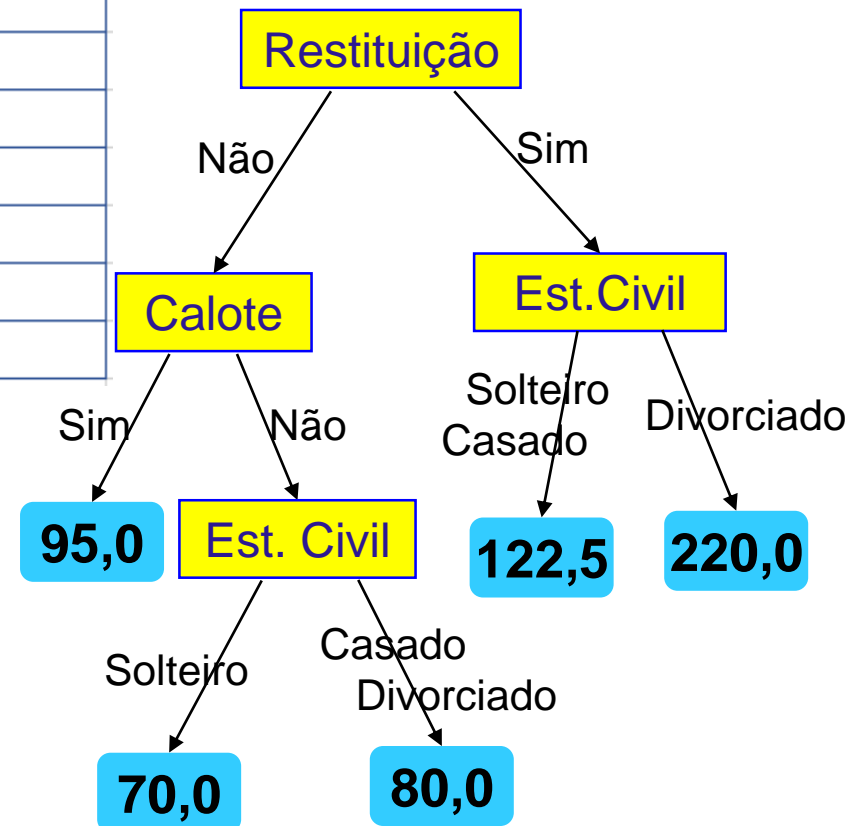 Restituição
Não
Sim
Calote
Est.Civil
Sim
Não
Solteiro
Casado
Divorciado
95,0
Est. Civil
122,5
220,0
Solteiro
Casado
Divorciado
70,0
80,0